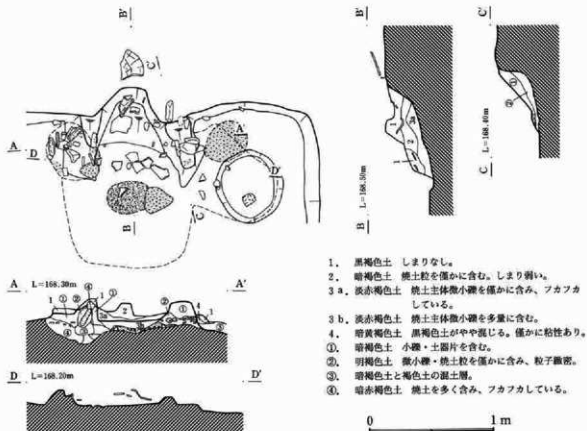 B'
C
A
D
A'
D'
B
C'
B'
C'
1
2a
2
①
②
L=168.50m
L=168.40m
B
C
A L=168.30m A'
D L=168.20m D'
1. 黒褐色土 しまりなし。
2. 暗褐色土 焼土粒を僅かに含む。しまり弱い。
3a. 淡赤褐色土 焼土主体微小礫を僅かに含み、フカフカ
している。
3b. 淡赤褐色土 焼土主体微小礫を多量に含む。
4. 暗黄褐色土 黒褐色土がやや混じる。僅かに粘性あり。
①. 暗褐色土 小礫・土器片を含む。
②. 明褐色土 微小礫・焼土粒を僅かに含み、粒子緻密。
③. 暗褐色土と褐色土の混土層。
④. 暗赤褐色土 焼土を多く含み、フカフカしている。
0 1m